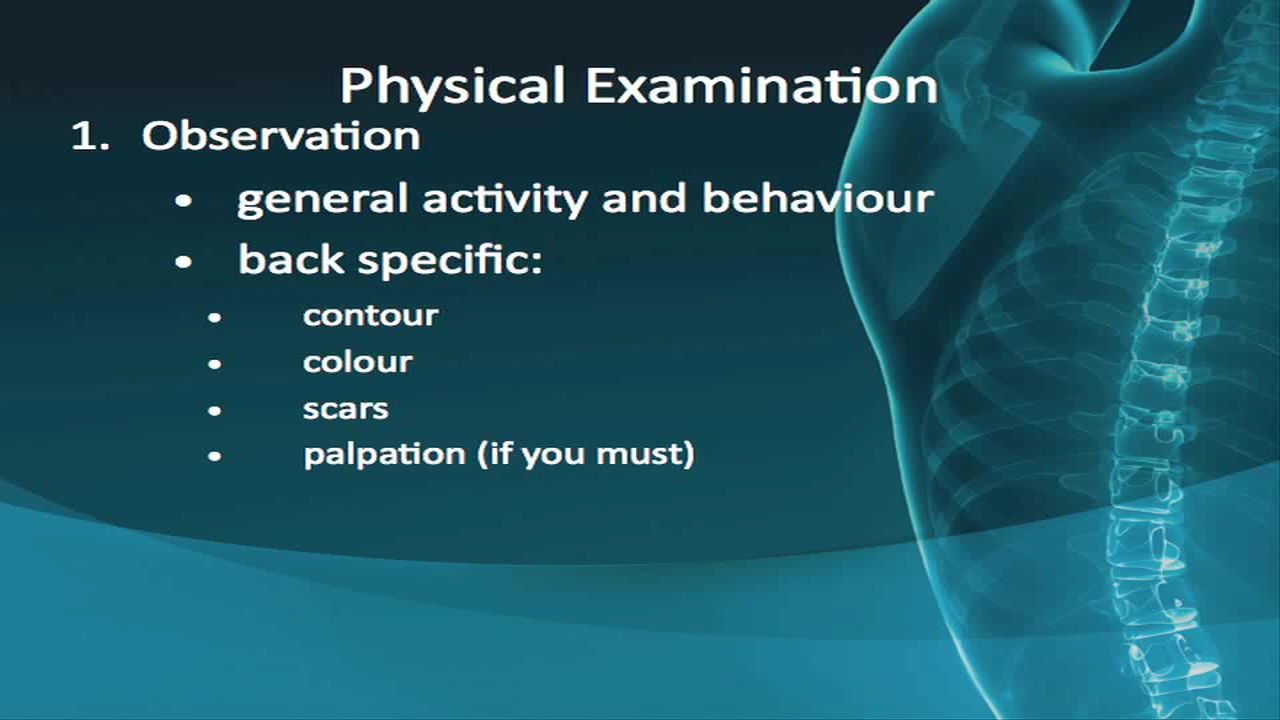 Physical Examination
1. Observation
• general activity and behaviour
• back specific:
• contour
• colour
• scars
• palpation (if you must)